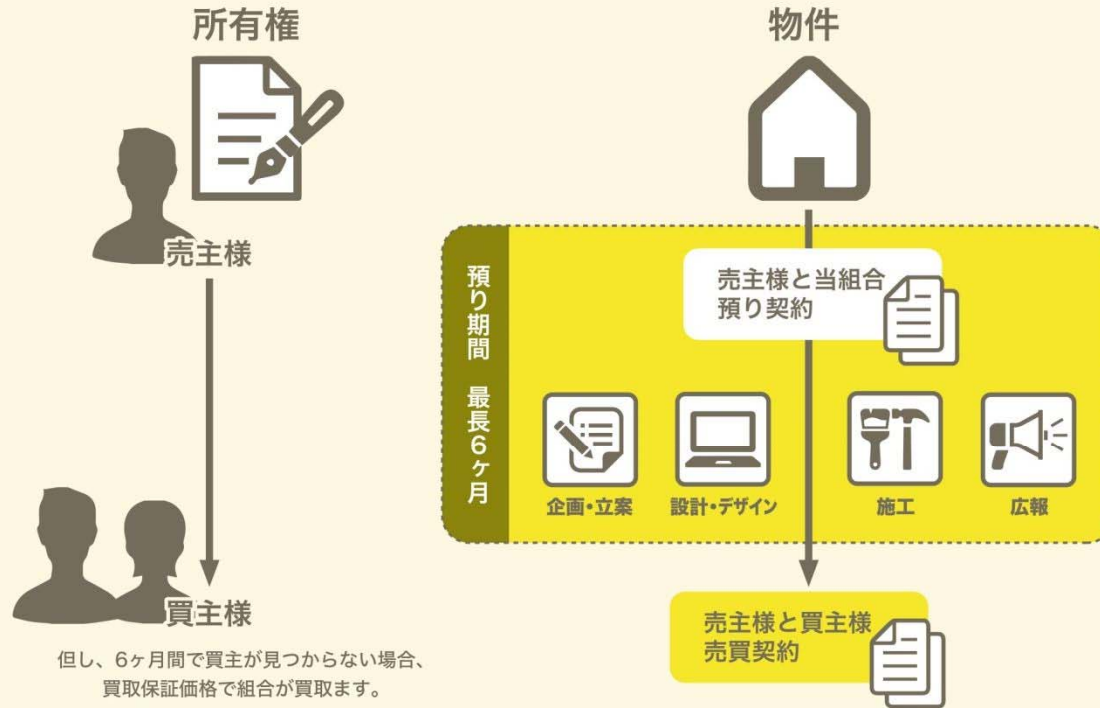 所有権
売主様
買主様
但し、6ヶ月間で買主が見つからない場合、
買取保証価格で組合が買取ます。
物件
預り期間 最長6ヶ月
売主様と当組合
預り契約
企画・立案
設計・デザイン
施工
広報
売主様と買主様
売買契約